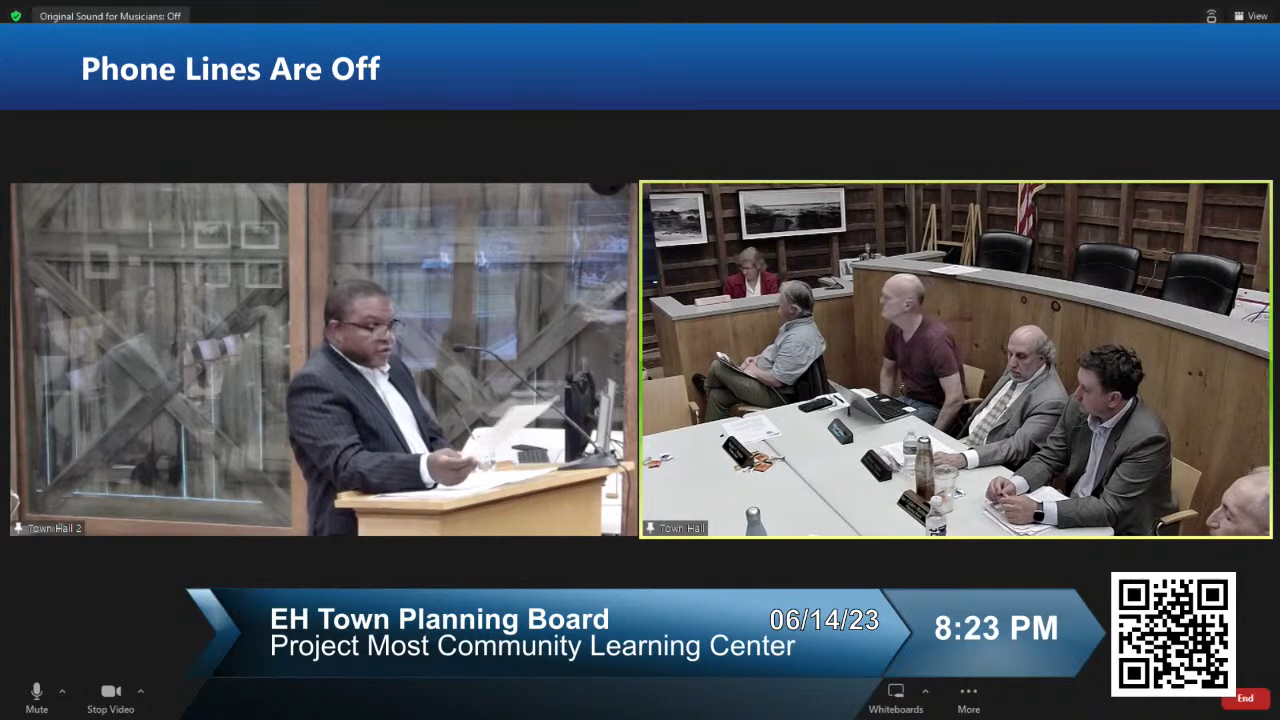 Original Sound for Musicians: Off
View
Phone Lines Are Off
Town Hall 2
Town Hall
EH Town Planning Board
06/14/23
Project Most Community Learning Center
8:23 PM
Mute
Stop Video
Whiteboards
More
End